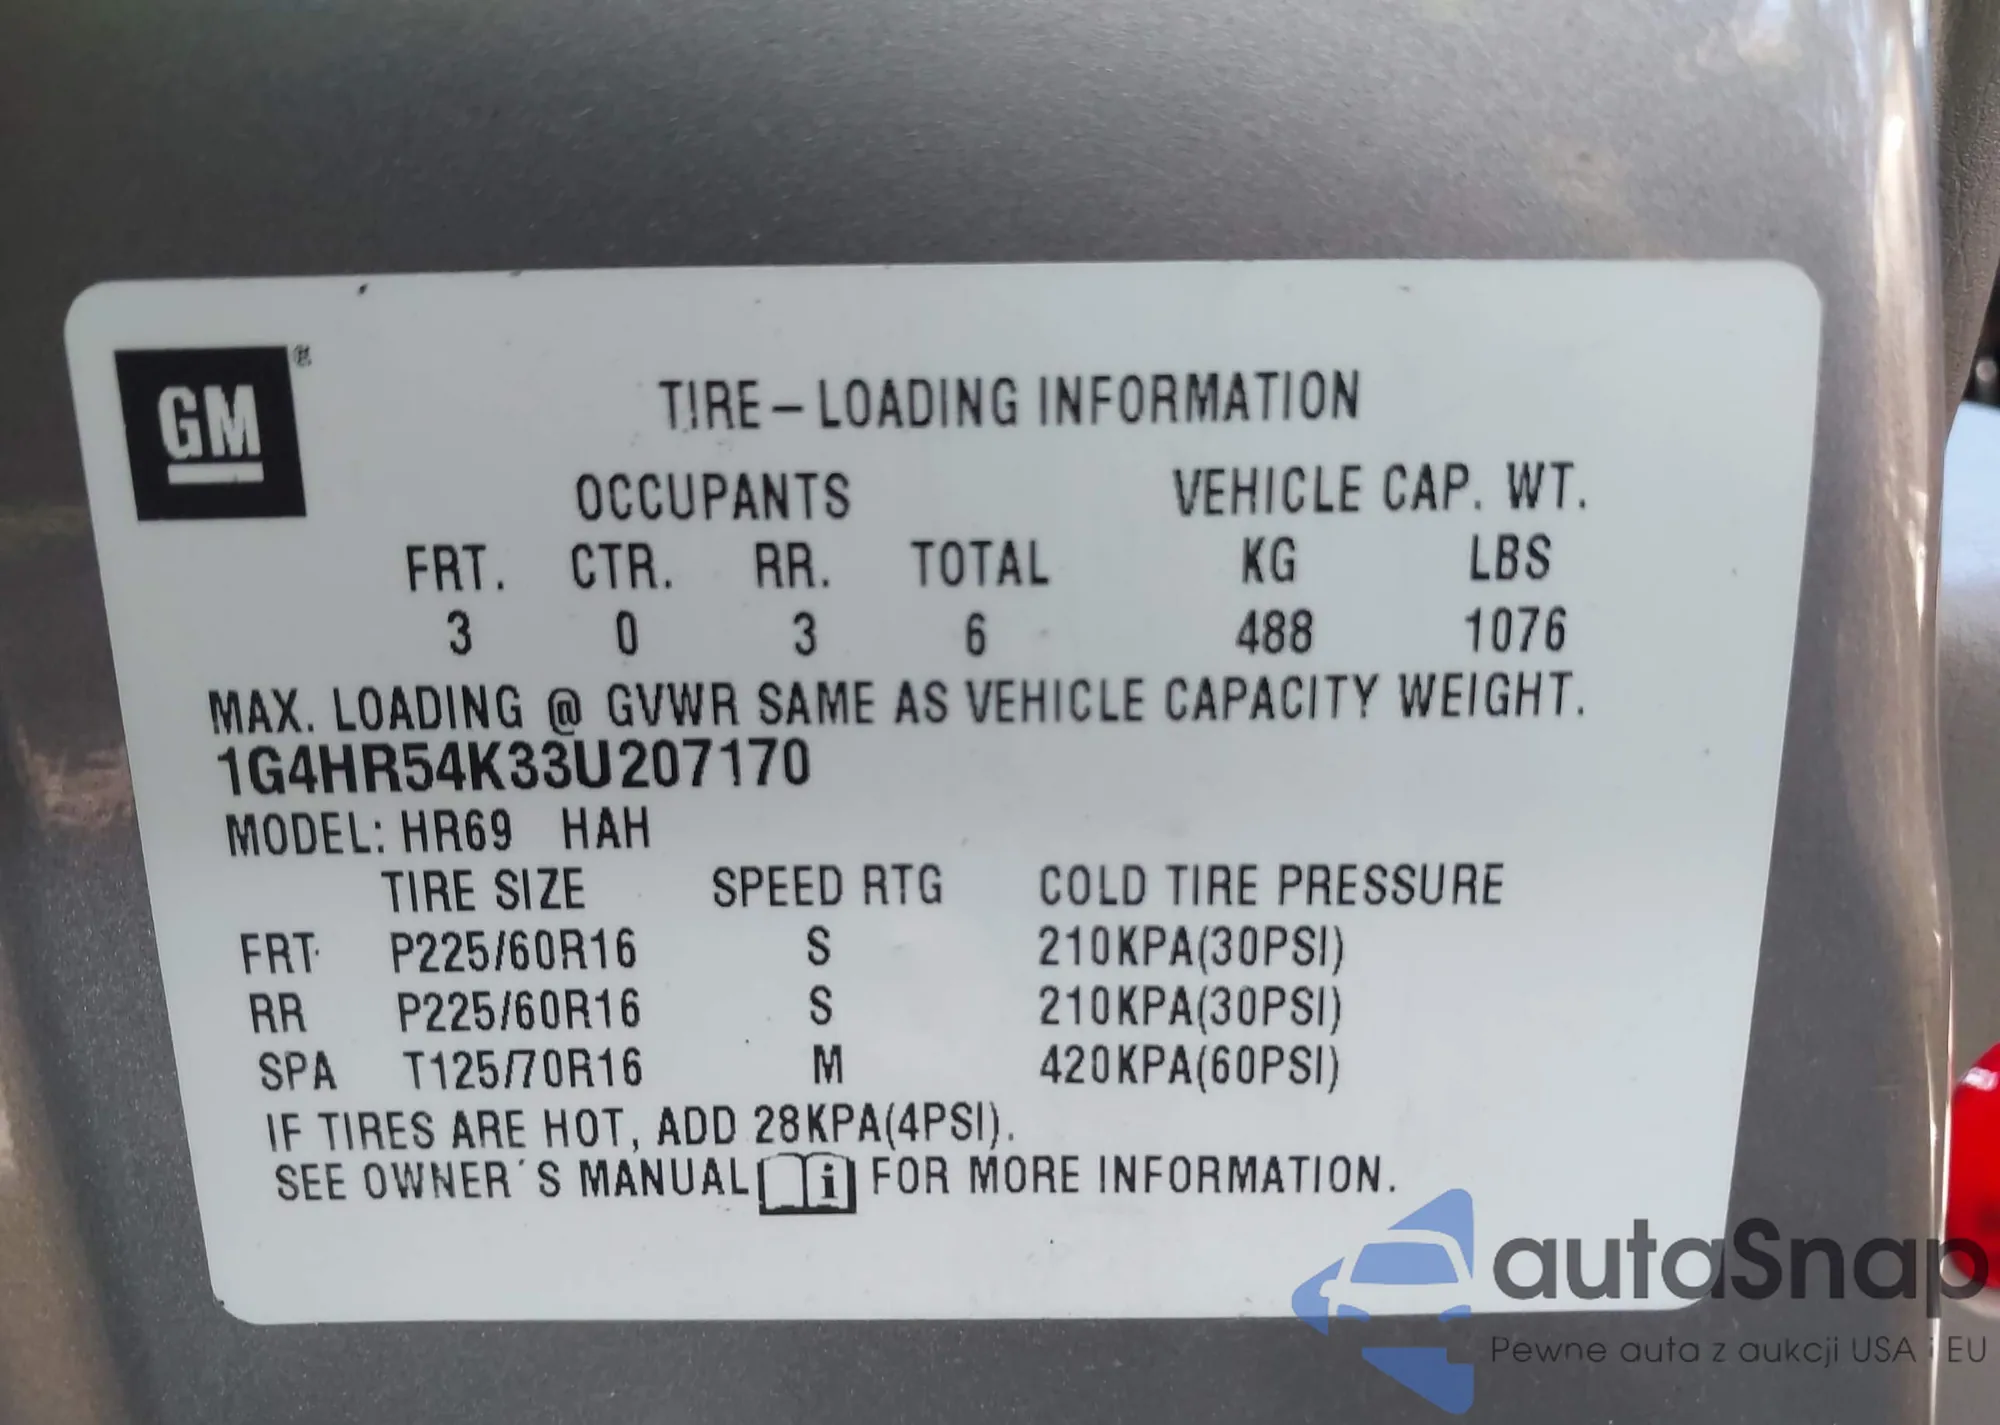 GM
TIRE-LOADING INFORMATION
OCCUPANTS VEHICLE CAP. WT.
FRT. CTR. RR. TOTAL KG LBS
3 0 3 6 488 1076
MAX. LOADING @ GVWR SAME AS VEHICLE CAPACITY WEIGHT.
1G4HR54K33U207170
MODEL: HR69 HAH
TIRE SIZE SPEED RTG COLD TIRE PRESSURE
FRT P225/60R16 S 210KPA(30PSI)
RR P225/60R16 S 210KPA(30PSI)
SPA T125/70R16 M 420KPA(60PSI)
IF TIRES ARE HOT, ADD 28KPA(4PSI).
SEE OWNER'S MANUAL i FOR MORE INFORMATION.
autaSnap
Pewne auta z aukcji USA i EU